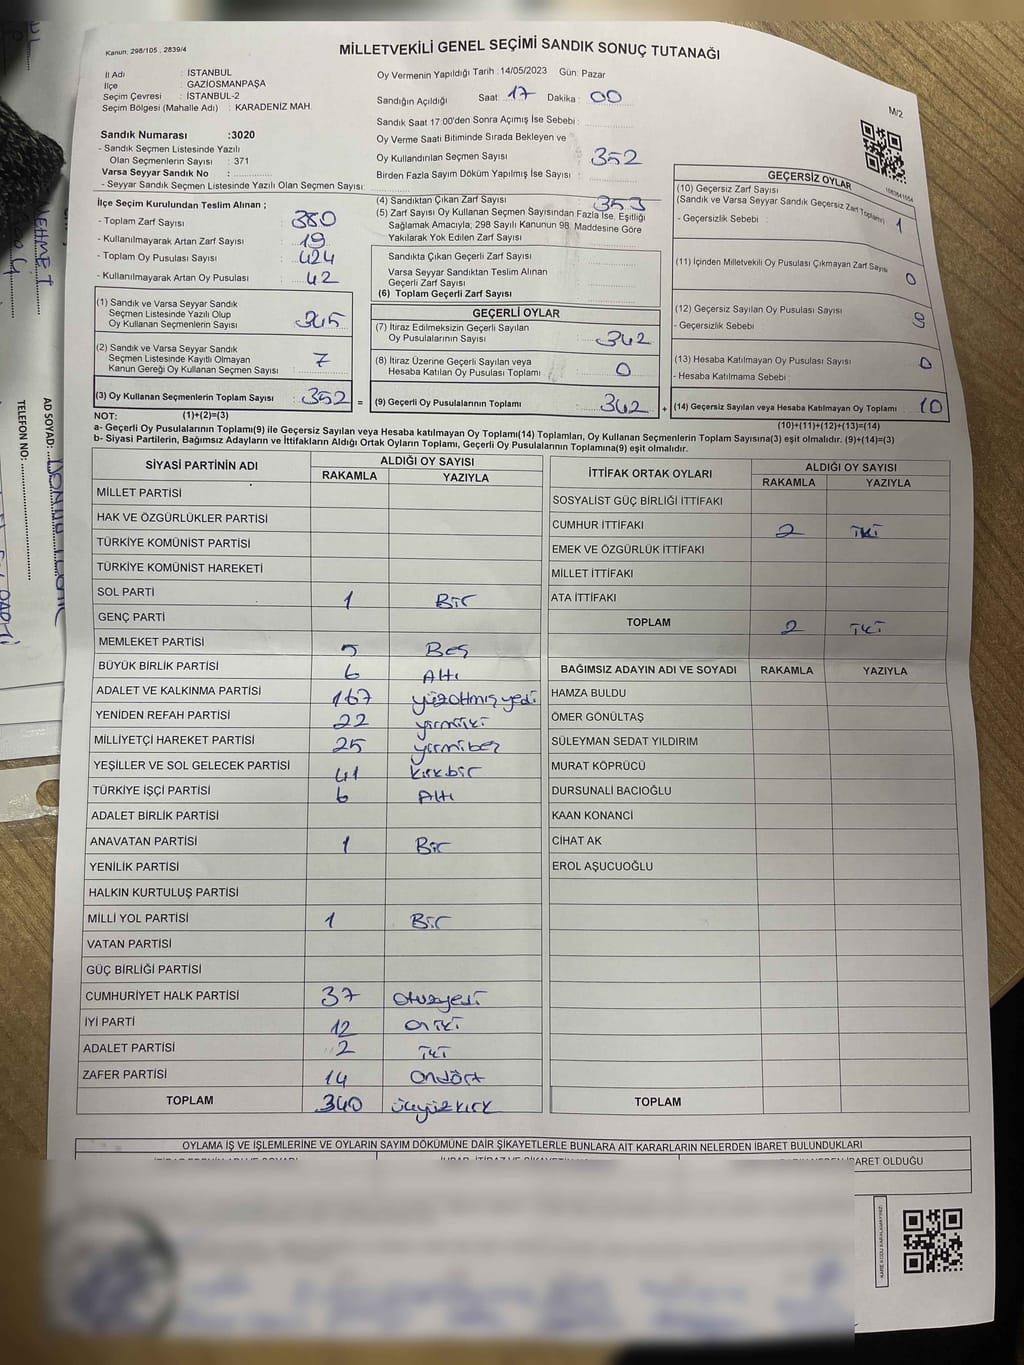 Kanun: 298/105 , 2839/4
MİLLETVEKİLİ GENEL SEÇİMİ SANDIK SONUÇ TUTANAĞI
M/2
İl Adı : İSTANBUL
İlçe : GAZİOSMANPAŞA
Seçim Çevresi : İSTANBUL-2
Seçim Bölgesi (Mahalle Adı) : KARADENİZ MAH.
Sandık Numarası :3020
- Sandık Seçmen Listesinde Yazılı
Olan Seçmenlerin Sayısı : 371
Varsa Seyyar Sandık No :
- Seyyar Sandık Seçmen Listesinde Yazılı Olan Seçmen Sayısı:
Oy Vermenin Yapıldığı Tarih : 14/05/2023 Gün: Pazar
Sandığın Açıldığı Saat: 17 Dakika : 00
Sandık Saat 17:00'den Sonra Açımış İse Sebebi :
Oy Verme Saati Bitiminde Sırada Bekleyen ve
Oy Kullandırılan Seçmen Sayısı : 352
Birden Fazla Sayım Döküm Yapılmış İse Sayısı :
İlçe Seçim Kurulundan Teslim Alınan ;
- Toplam Zarf Sayısı : 380
- Kullanılmayarak Artan Zarf Sayısı : 19
- Toplam Oy Pusulası Sayısı : 424
- Kullanılmayarak Artan Oy Pusulası : 42
(1) Sandık ve Varsa Seyyar Sandık
Seçmen Listesinde Yazılı Olup
Oy Kullanan Seçmenlerin Sayısı : 345
(2) Sandık ve Varsa Seyyar Sandık
Seçmen Listesinde Kayıtlı Olmayan
Kanun Gereği Oy Kullanan Seçmen Sayısı : 7
(3) Oy Kullanan Seçmenlerin Toplam Sayısı : 352 =
(4) Sandıktan Çıkan Zarf Sayısı : 353
(5) Zarf Sayısı Oy Kullanan Seçmen Sayısından Fazla İse, Eşitliği
Sağlamak Amacıyla; 298 Sayılı Kanunun 98. Maddesine Göre
Yakılarak Yok Edilen Zarf Sayısı :
Sandıkta Çıkan Geçerli Zarf Sayısı :
Varsa Seyyar Sandıktan Teslim Alınan
Geçerli Zarf Sayısı :
(6) Toplam Geçerli Zarf Sayısı :
GEÇERLİ OYLAR
(7) İtiraz Edilmeksizin Geçerli Sayılan
Oy Pusulalarının Sayısı : 342
(8) İtiraz Üzerine Geçerli Sayılan veya
Hesaba Katılan Oy Pusulası Toplamı : 0
(9) Geçerli Oy Pusulalarının Toplamı : 342 +
GEÇERSİZ OYLAR
(10) Geçersiz Zarf Sayısı
(Sandık ve Varsa Seyyar Sandık Geçersiz Zarf Toplamı) 1
- Geçersizlik Sebebi :
(11) İçinden Milletvekili Oy Pusulası Çıkmayan Zarf Sayısı 0
(12) Geçersiz Sayılan Oy Pusulası Sayısı : 9
- Geçersizlik Sebebi :
(13) Hesaba Katılmayan Oy Pusulası Sayısı : 0
- Hesaba Katılmama Sebebi :
(14) Geçersiz Sayılan veya Hesaba Katılmayan Oy Toplamı : 10
NOT: (1)+(2)=(3) (10)+(11)+(12)+(13)=(14)
a- Geçerli Oy Pusulalarının Toplamı(9) ile Geçersiz Sayılan veya Hesaba katılmayan Oy Toplamı(14) Toplamları, Oy Kullanan Seçmenlerin Toplam Sayısına(3) eşit olmalıdır. (9)+(14)=(3)
b- Siyasi Partilerin, Bağımsız Adayların ve İttifakların Aldığı Ortak Oyların Toplamı, Geçerli Oy Pusulalarının Toplamına(9) eşit olmalıdır.
SİYASİ PARTİNİN ADI ALDIĞI OY SAYISI
RAKAMLA YAZIYLA
MİLLET PARTİSİ
HAK VE ÖZGÜRLÜKLER PARTİSİ
TÜRKİYE KOMÜNİST PARTİSİ
TÜRKİYE KOMÜNİST HAREKETİ
SOL PARTİ 1 Bir
GENÇ PARTİ
MEMLEKET PARTİSİ 5 Beş
BÜYÜK BİRLİK PARTİSİ 6 Altı
ADALET VE KALKINMA PARTİSİ 167 yüzatmışyedi
YENİDEN REFAH PARTİSİ 22 yirmiiki
MİLLİYETÇİ HAREKET PARTİSİ 25 yirmibeş
YEŞİLLER VE SOL GELECEK PARTİSİ 41 kırkbir
TÜRKİYE İŞÇİ PARTİSİ 6 Altı
ADALET BİRLİK PARTİSİ
ANAVATAN PARTİSİ 1 Bir
YENİLİK PARTİSİ
HALKIN KURTULUŞ PARTİSİ
MİLLİ YOL PARTİSİ 1 Bir
VATAN PARTİSİ
GÜÇ BİRLİĞİ PARTİSİ
CUMHURİYET HALK PARTİSİ 37 otuzyedi
İYİ PARTİ 12 oniki
ADALET PARTİSİ 2 iki
ZAFER PARTİSİ 14 ondört
TOPLAM 340 üçyüzkırk
İTTİFAK ORTAK OYLARI ALDIĞI OY SAYISI
RAKAMLA YAZIYLA
SOSYALİST GÜÇ BİRLİĞİ İTTİFAKI
CUMHUR İTTİFAKI 2 iki
EMEK VE ÖZGÜRLÜK İTTİFAKI
MİLLET İTTİFAKI
ATA İTTİFAKI
TOPLAM 2 iki
BAĞIMSIZ ADAYIN ADI VE SOYADI RAKAMLA YAZIYLA
HAMZA BULDU
ÖMER GÖNÜLTAŞ
SÜLEYMAN SEDAT YILDIRIM
MURAT KÖPRÜCÜ
DURSUNALİ BACIOĞLU
KAAN KONANCİ
CİHAT AK
EROL AŞUCUOĞLU
TOPLAM
OYLAMA İŞ VE İŞLEMLERİNE VE OYLARIN SAYIM DÖKÜMÜNE DAİR ŞİKAYETLERLE BUNLARA AİT KARARLARIN NELERDEN İBARET BULUNDUKLARI
BARET OLDUĞU
AD SOYAD:
TELEFON NO: